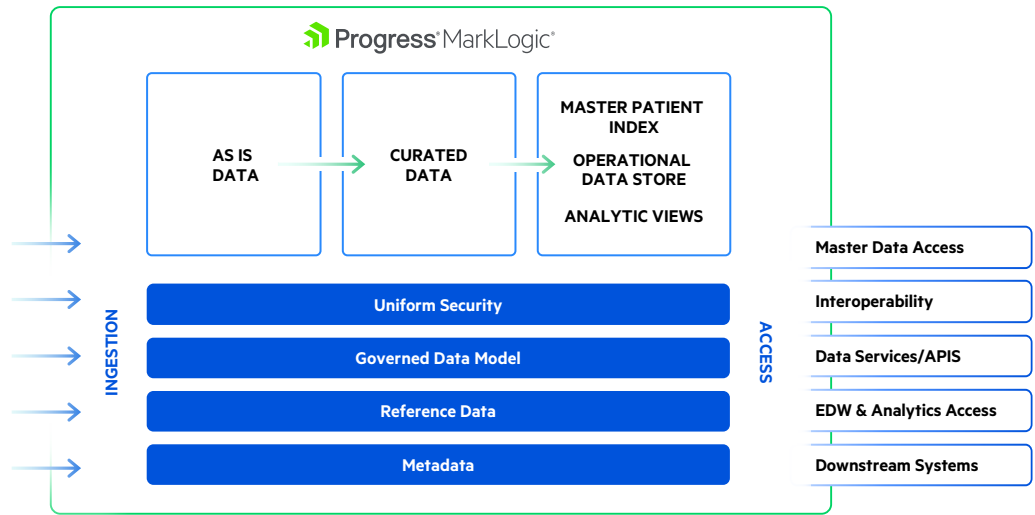 Progress® MarkLogic®
AS IS
DATA
CURATED
DATA
MASTER PATIENT
INDEX
OPERATIONAL
DATA STORE
ANALYTIC VIEWS
INGESTION
Uniform Security
Governed Data Model
Reference Data
Metadata
ACCESS
Master Data Access
Interoperability
Data Services/APIS
EDW & Analytics Access
Downstream Systems